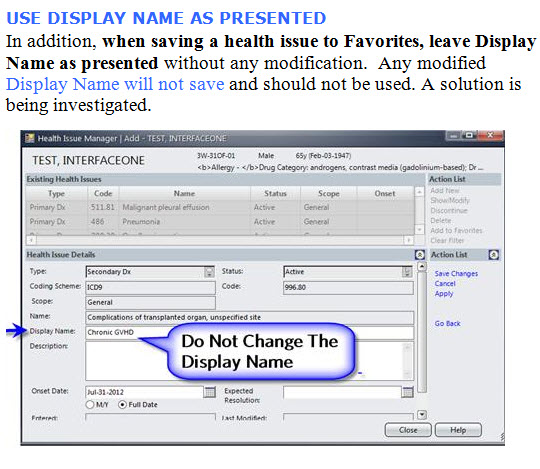 USE DISPLAY NAME AS PRESENTED
In addition, when saving a health issue to Favorites, leave Display
Name as presented without any modification. Any modified
Display Name will not save and should not be used. A solution is
being investigated.
Health Issue Manager | Add - TEST, INTERFACEONE
TEST, INTERFACEONE 3W-31OF-01 Male 65y (Feb-03-1947)
<b>Allergy - </b>Drug Category: androgens, contrast media (gadolinium-based); Dr ...
Existing Health Issues Action List
Type Code Name Status Scope Onset
Primary Dx 511.81 Malignant pleural effusion Active General
Primary Dx 486 Pneumonia Active General
Add New
Show/Modify
Discontinue
Delete
Add to Favorites
Clear Filter
Health Issue Details Action List
Type: Secondary Dx Status: Active
Coding Scheme: ICD9 Code: 996.80
Scope: General
Name: Complications of transplanted organ, unspecified site
Display Name: Chronic GVHD
Description:
Do Not Change The
Display Name
Save Changes
Cancel
Apply
Go Back
Onset Date: Jul-31-2012 Expected
Resolution:
M/Y Full Date
Entered: Last Modified:
Close Help